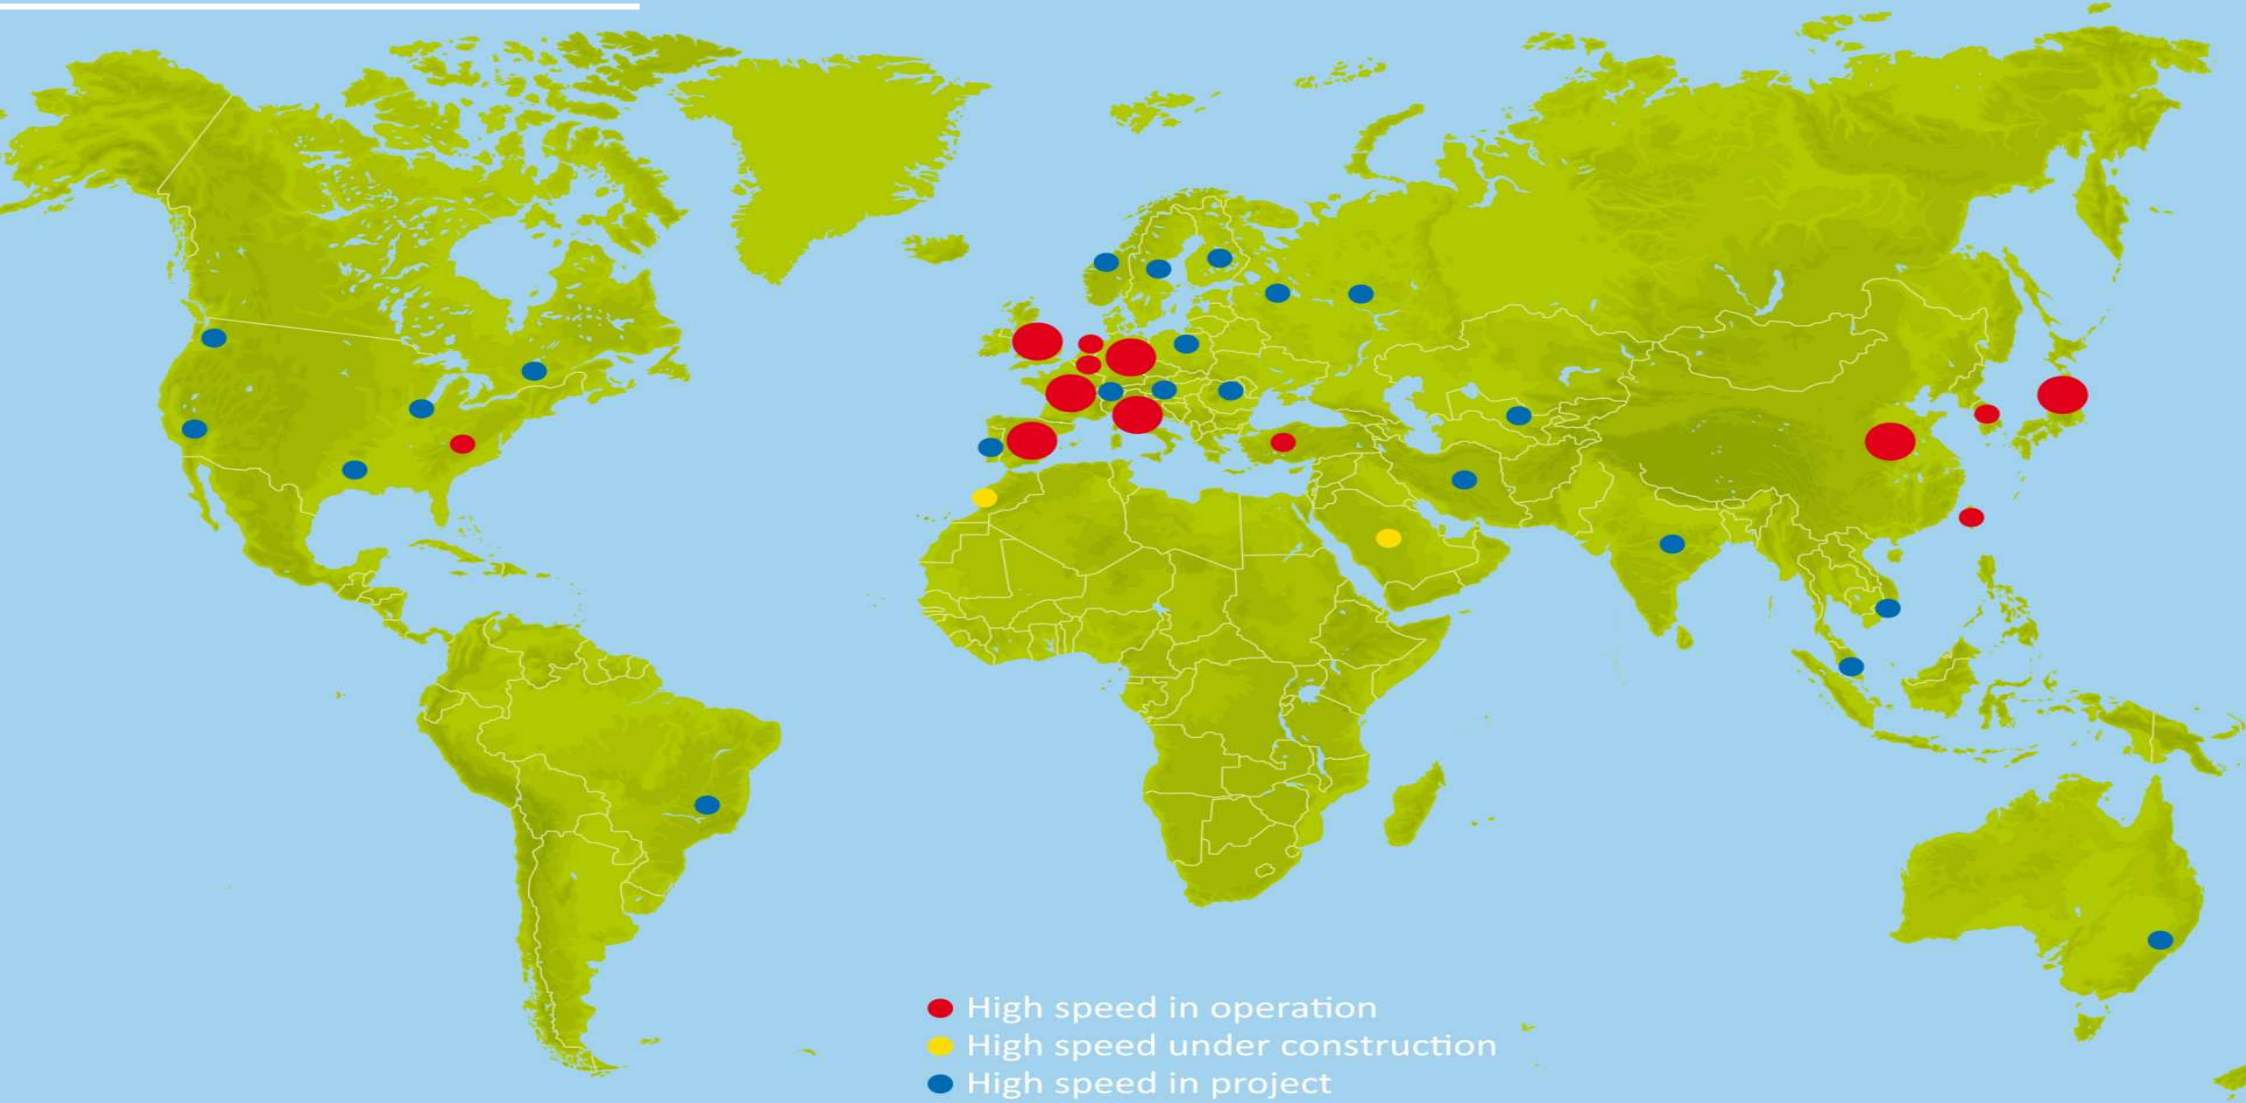 High speed in operation
High speed under construction
High speed in project